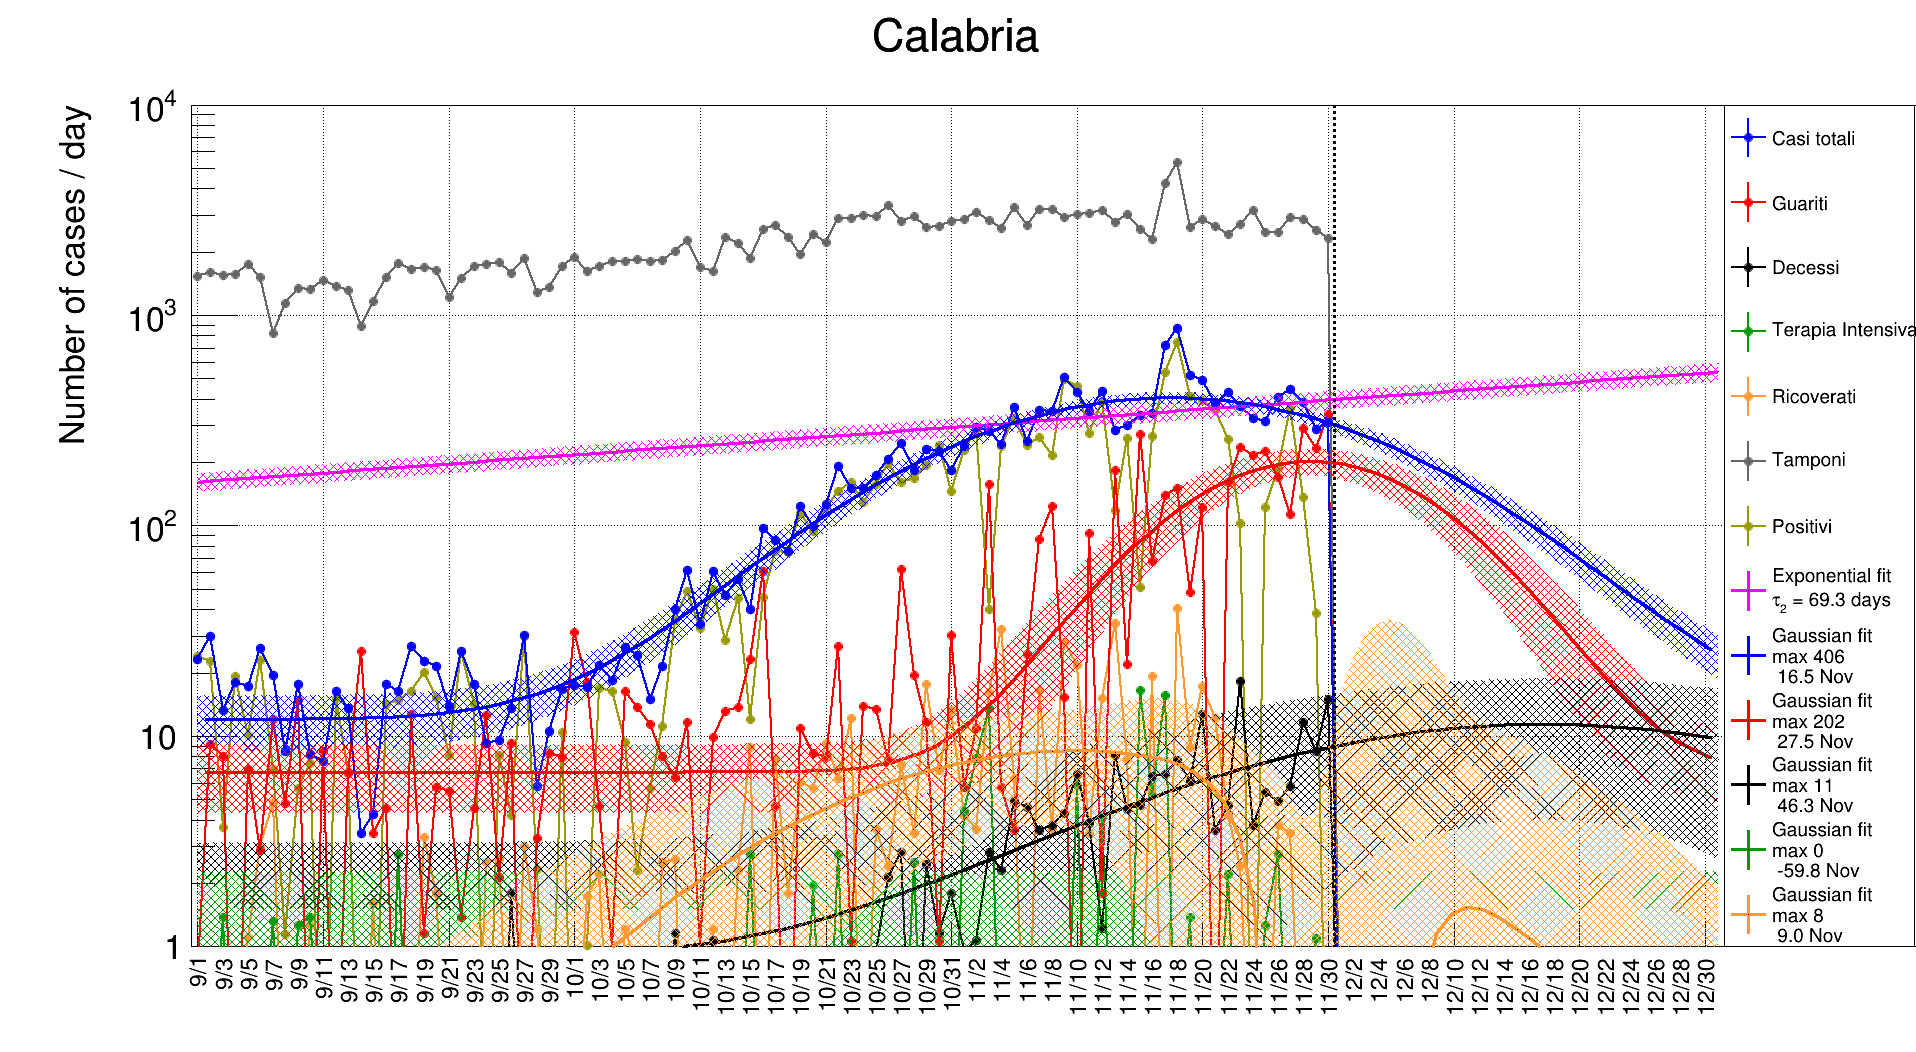 Calabria
Number of cases / day
10^4
10^3
10^2
10
1
9/1 9/3 9/5 9/7 9/9 9/11 9/13 9/15 9/17 9/19 9/21 9/23 9/25 9/27 9/29 10/1 10/3 10/5 10/7 10/9 10/11 10/13 10/15 10/17 10/19 10/21 10/23 10/25 10/27 10/29 10/31 11/2 11/4 11/6 11/8 11/10 11/12 11/14 11/16 11/18 11/20 11/22 11/24 11/26 11/28 11/30 12/2 12/4 12/6 12/8 12/10 12/12 12/14 12/16 12/18 12/20 12/22 12/24 12/26 12/28 12/30
Casi totali
Guariti
Decessi
Terapia Intensiva
Ricoverati
Tamponi
Positivi
Exponential fit
τ2 = 69.3 days
Gaussian fit
max 406
16.5 Nov
Gaussian fit
max 202
27.5 Nov
Gaussian fit
max 11
46.3 Nov
Gaussian fit
max 0
-59.8 Nov
Gaussian fit
max 8
9.0 Nov